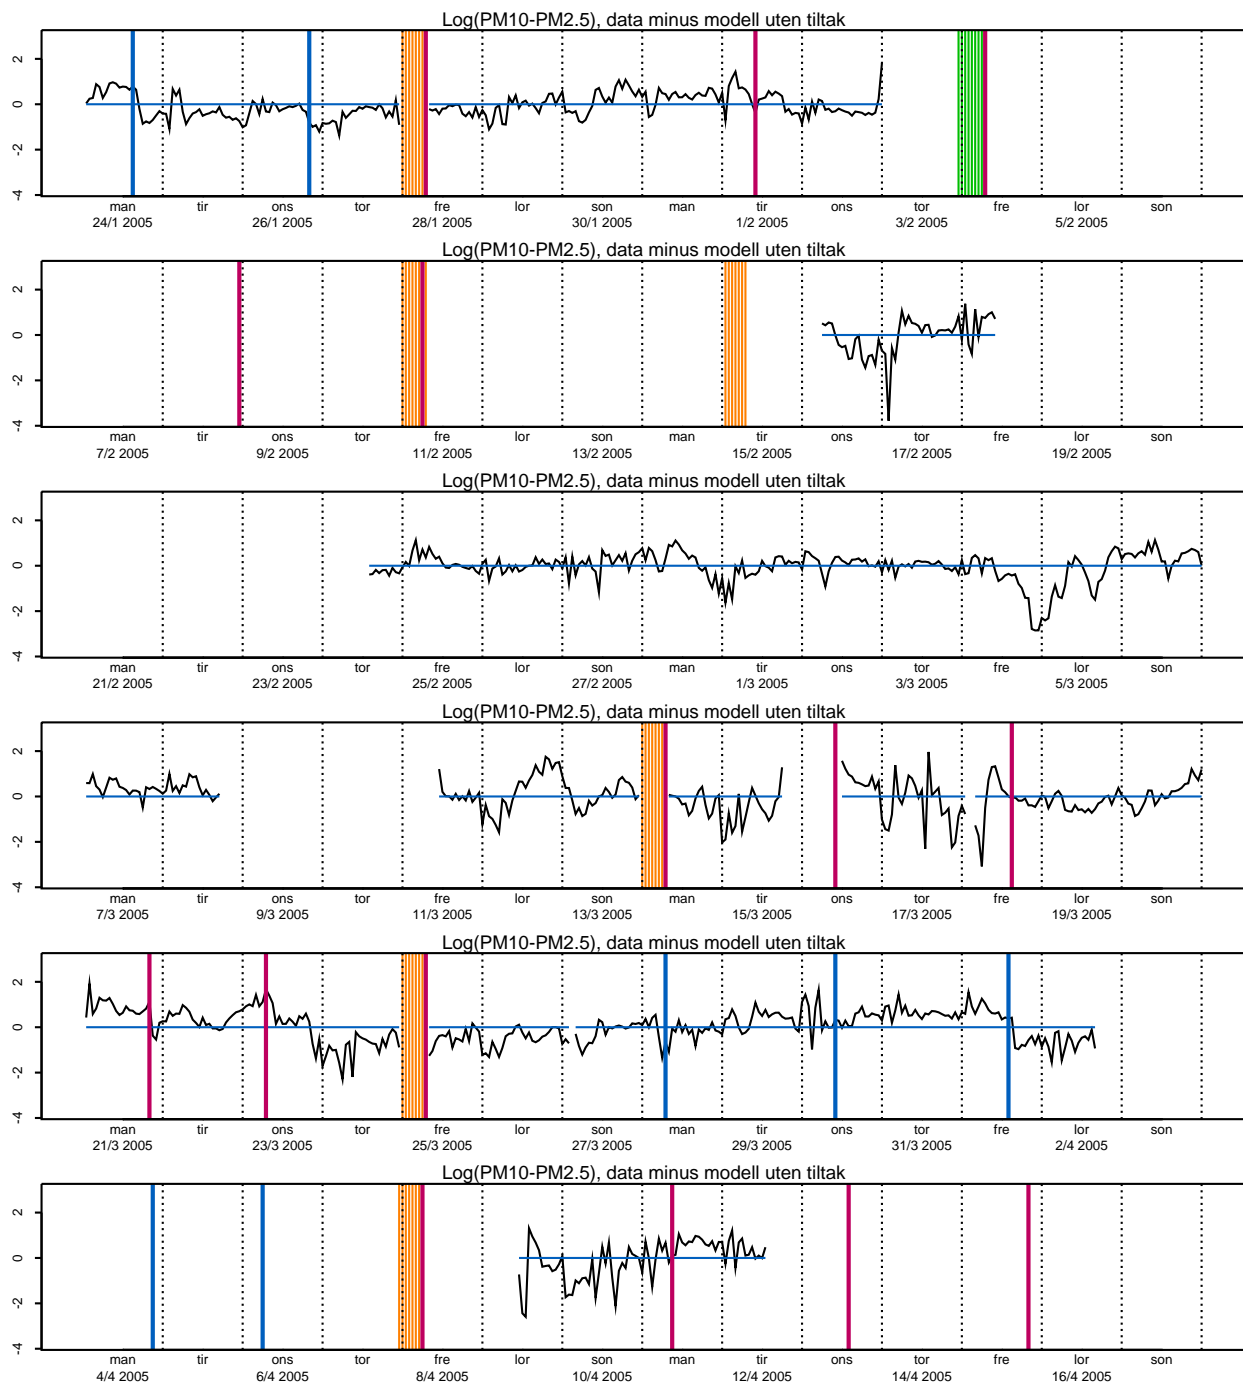 Log(PM10-PM2.5), data minus modell uten tiltak
2
0
-2
-4
man tir ons tor fre lor son man tir ons tor fre lor son
24/1 2005 26/1 2005 28/1 2005 30/1 2005 1/2 2005 3/2 2005 5/2 2005
Log(PM10-PM2.5), data minus modell uten tiltak
2
0
-2
-4
man tir ons tor fre lor son man tir ons tor fre lor son
7/2 2005 9/2 2005 11/2 2005 13/2 2005 15/2 2005 17/2 2005 19/2 2005
Log(PM10-PM2.5), data minus modell uten tiltak
2
0
-2
-4
man tir ons tor fre lor son man tir ons tor fre lor son
21/2 2005 23/2 2005 25/2 2005 27/2 2005 1/3 2005 3/3 2005 5/3 2005
Log(PM10-PM2.5), data minus modell uten tiltak
2
0
-2
-4
man tir ons tor fre lor son man tir ons tor fre lor son
7/3 2005 9/3 2005 11/3 2005 13/3 2005 15/3 2005 17/3 2005 19/3 2005
Log(PM10-PM2.5), data minus modell uten tiltak
2
0
-2
-4
man tir ons tor fre lor son man tir ons tor fre lor son
21/3 2005 23/3 2005 25/3 2005 27/3 2005 29/3 2005 31/3 2005 2/4 2005
Log(PM10-PM2.5), data minus modell uten tiltak
2
0
-2
-4
man tir ons tor fre lor son man tir ons tor fre lor son
4/4 2005 6/4 2005 8/4 2005 10/4 2005 12/4 2005 14/4 2005 16/4 2005